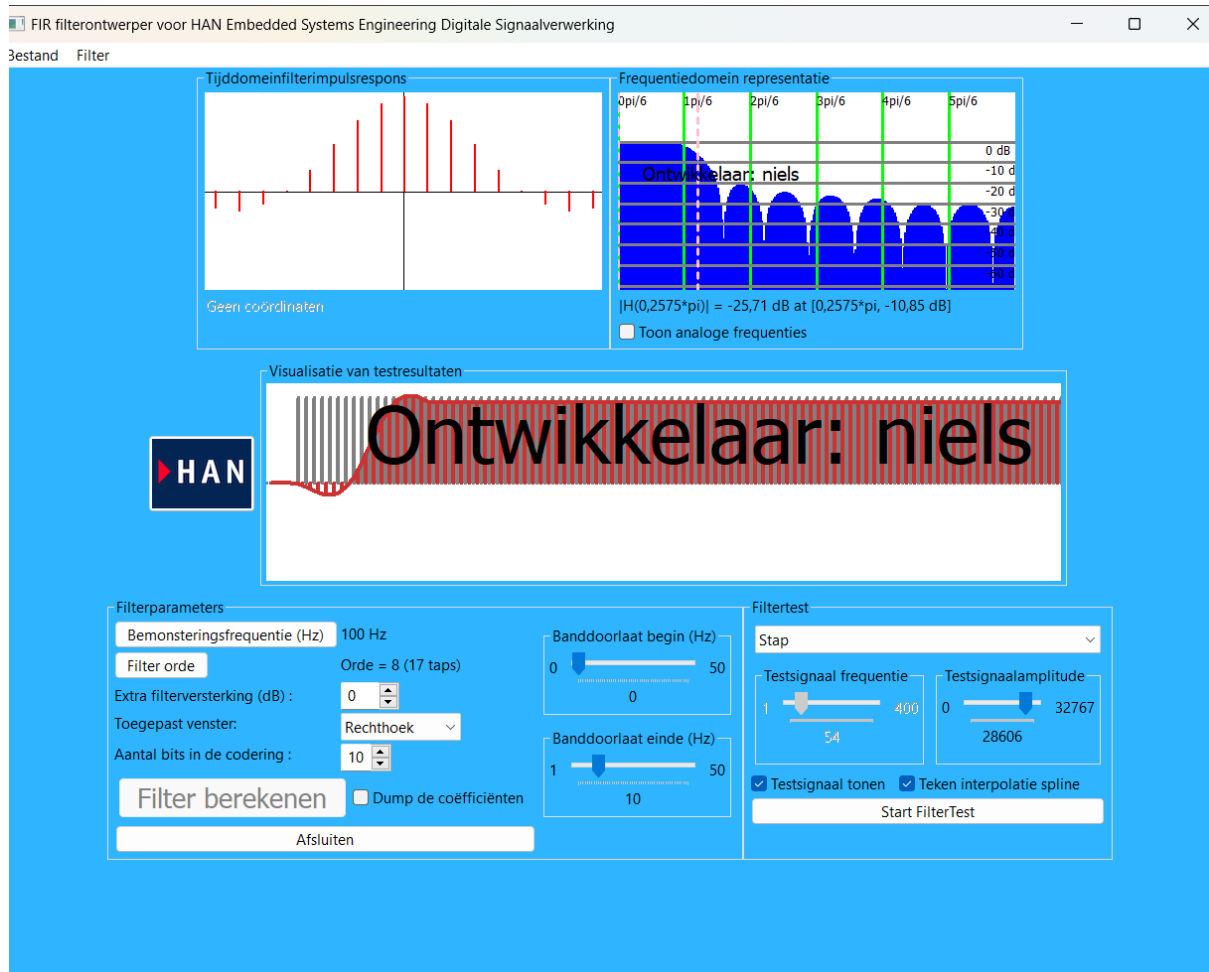 FIR filterontwerper voor HAN Embedded Systems Engineering Digitale Signaalverwerking
Bestand Filter
Tijddomeinfilterimpulsrespons
Geen coördinaten
Frequentiedomein representatie
0pi/6 1pi/6 2pi/6 3pi/6 4pi/6 5pi/6
0 dB
-10 d
-20 d
-30 d
-40 d
-50 d
-60 d
Ontwikkelaar: niels
|H(0,2575*pi)| = -25,71 dB at [0,2575*pi, -10,85 dB]
Toon analoge frequenties
Visualisatie van testresultaten
Ontwikkelaar: niels
HAN
Filterparameters
Bemonsteringsfrequentie (Hz) 100 Hz
Filter orde Orde = 8 (17 taps)
Extra filterversterking (dB) : 0
Toegepast venster: Rechthoek
Aantal bits in de codering : 10
Filter berekenen Dump de coëfficiënten
Afsluiten
Banddoorlaat begin (Hz)
0 50
0
Banddoorlaat einde (Hz)
1 50
10
Filtertest
Stap
Testsignaal frequentie
1 400
54
Testsignaalamplitude
0 32767
28606
Testsignaal tonen Teken interpolatie spline
Start FilterTest